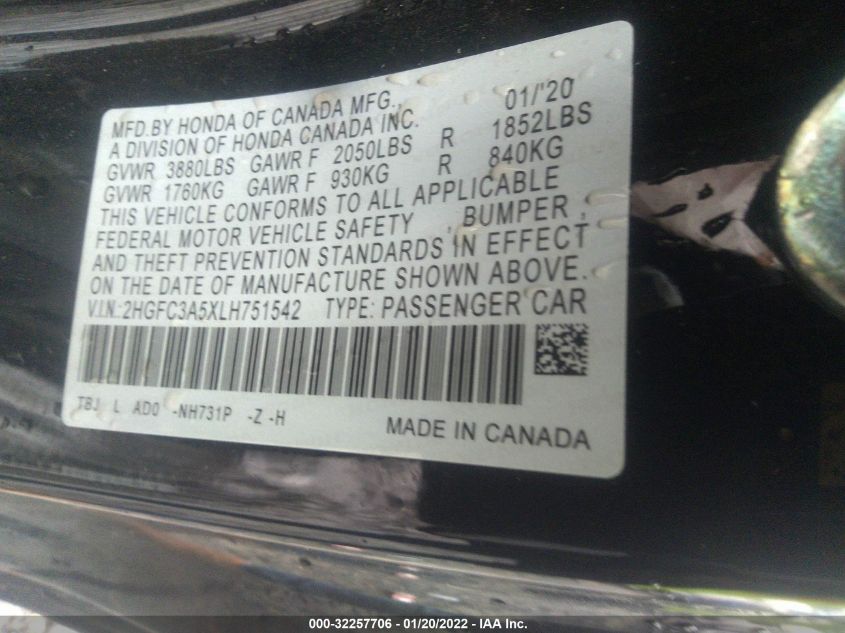 MFD.BY HONDA OF CANADA MFG., 01/'20
A DIVISION OF HONDA CANADA INC.
GVWR 3880LBS GAWR F 2050LBS R 1852LBS
GVWR 1760KG GAWR F 930KG R 840KG
THIS VEHICLE CONFORMS TO ALL APPLICABLE
FEDERAL MOTOR VEHICLE SAFETY , BUMPER ,
AND THEFT PREVENTION STANDARDS IN EFFECT
ON THE DATE OF MANUFACTURE SHOWN ABOVE.
V.I.N.:2HGFC3A5XLH751542 TYPE: PASSENGER CAR
TBJ L AD0 -NH731P -Z -H
MADE IN CANADA
000-32257706 - 01/20/2022 - IAA Inc.